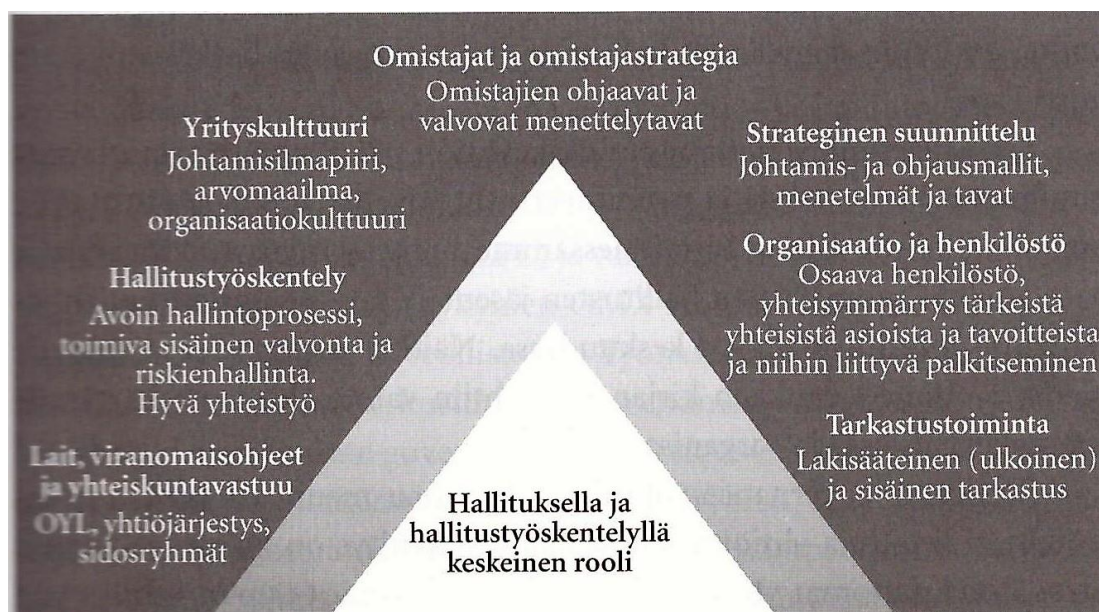 Omistajat ja omistajastrategia
Omistajien ohjaavat ja
valvovat menettelytavat
Yrityskulttuuri
Johtamisilmapiiri,
arvomaailma,
organisaatiokulttuuri
Hallitustyöskentely
Avoin hallintoprosessi,
toimiva sisäinen valvonta ja
riskienhallinta.
Hyvä yhteistyö
Lait, viranomaisohjeet
ja yhteiskuntavastuu
OYL, yhtiöjärjestys,
sidosryhmät
Strateginen suunnittelu
Johtamis- ja ohjausmallit,
menetelmät ja tavat
Organisaatio ja henkilöstö
Osaava henkilöstö,
yhteisymmärrys tärkeistä
yhteisistä asioista ja tavoitteista
ja niihin liittyvä palkitseminen
Tarkastustoiminta
Lakisääteinen (ulkoinen)
ja sisäinen tarkastus
Hallituksella ja
hallitustyöskentelyllä
keskeinen rooli